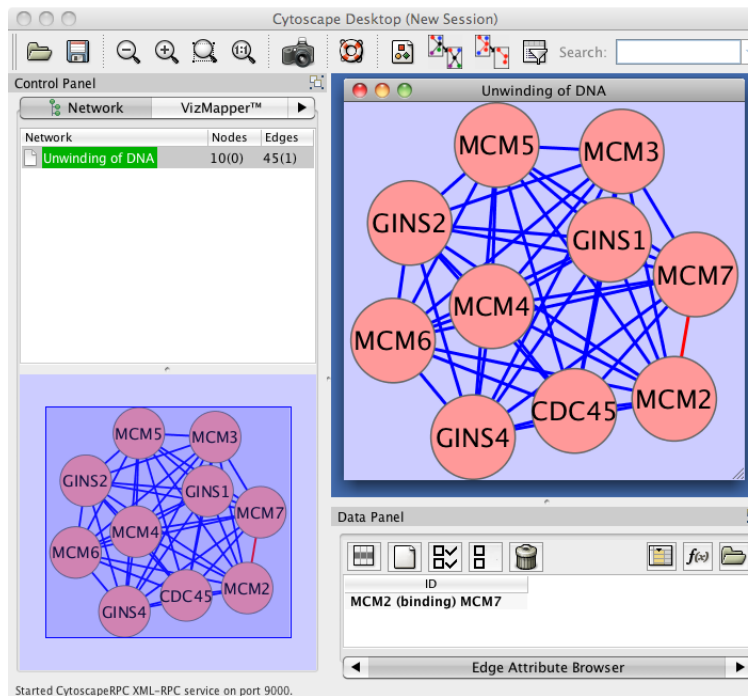 Cytoscape Desktop (New Session)
1:1
Search:
Control Panel
Network VizMapper™
Network Nodes Edges
Unwinding of DNA 10(0) 45(1)
MCM5
MCM3
GINS2
GINS1
MCM7
MCM4
MCM6
MCM2
CDC45
GINS4
Unwinding of DNA
MCM5
MCM3
GINS2
GINS1
MCM7
MCM4
MCM6
MCM2
CDC45
GINS4
Data Panel
f(x)
ID
MCM2 (binding) MCM7
Edge Attribute Browser
Started CytoscapeRPC XML-RPC service on port 9000.